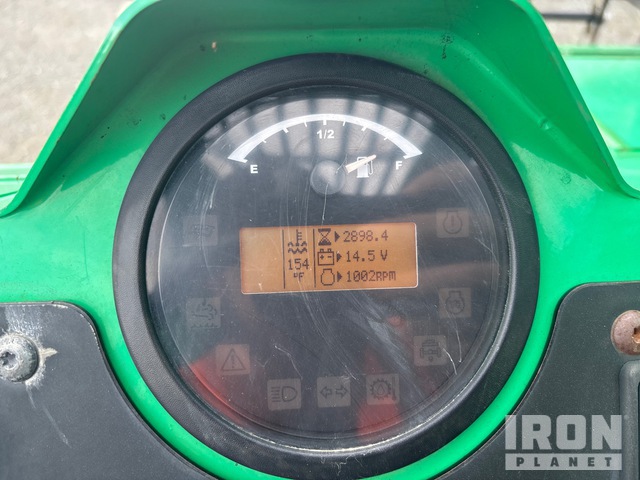 1/2
E
F
2898.4
14.5 V
154
°F
1002RPM
IRON
PLANET